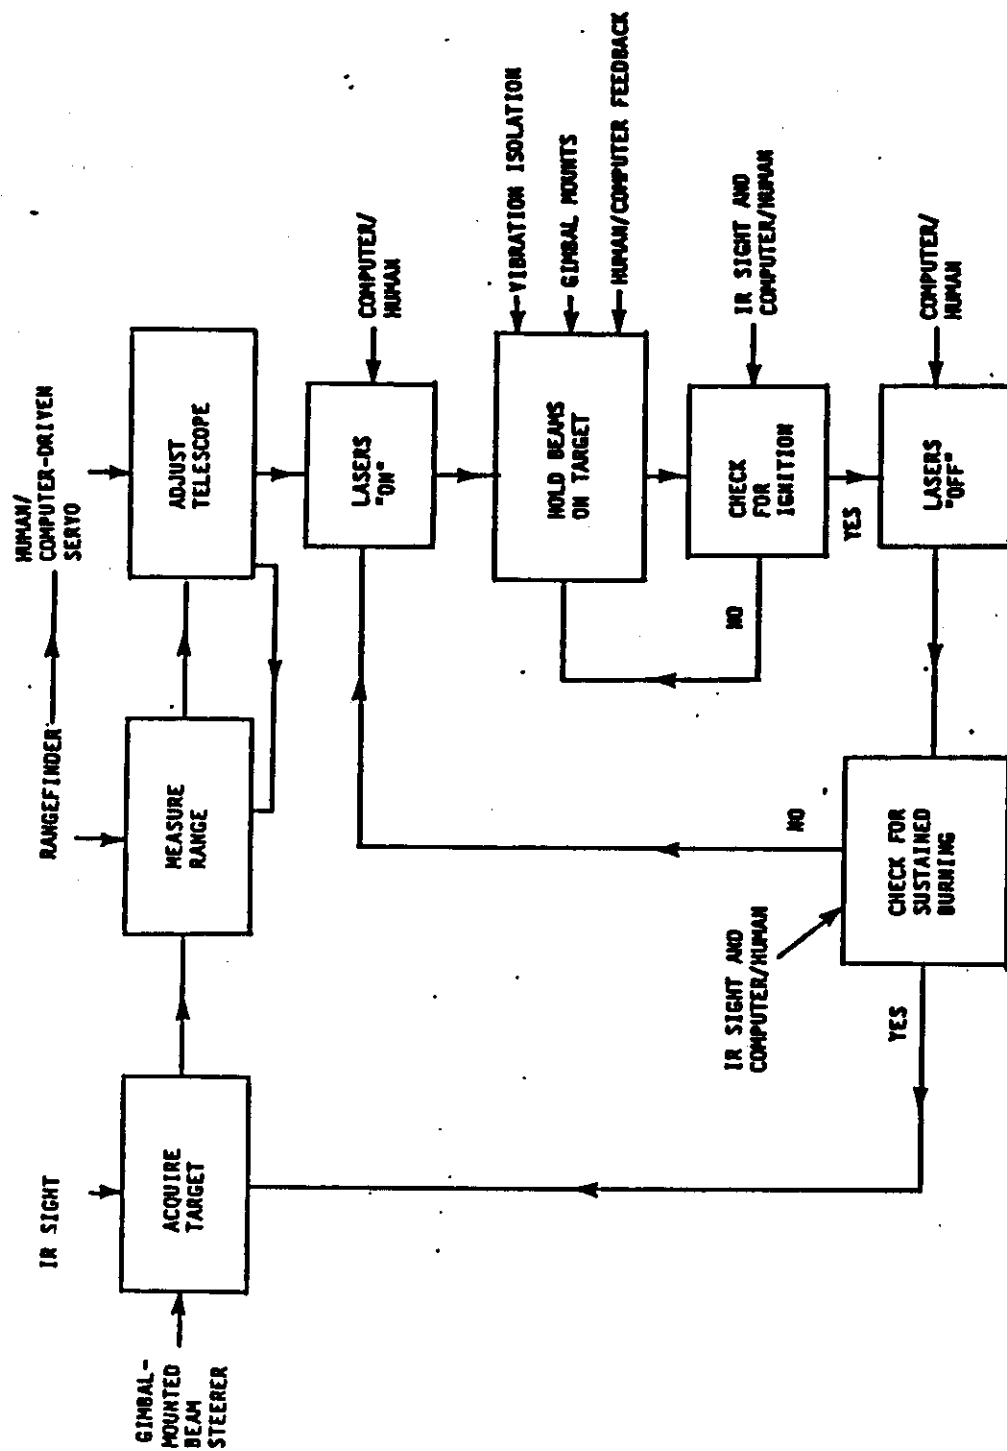 IR SIGHT
GIMBAL-
MOUNTED
BEAM
STEERER
ACQUIRE
TARGET
RANGEFINDER
MEASURE
RANGE
HUMAN/
COMPUTER-DRIVEN
SERVO
ADJUST
TELESCOPE
LASERS
"ON"
COMPUTER/
HUMAN
HOLD BEAMS
ON TARGET
VIBRATION ISOLATION
GIMBAL MOUNTS
HUMAN/COMPUTER FEEDBACK
NO
CHECK
FOR
IGNITION
IR SIGHT AND
COMPUTER/HUMAN
YES
LASERS
"OFF"
COMPUTER/
HUMAN
NO
IR SIGHT AND
COMPUTER/HUMAN
CHECK FOR
SUSTAINED
BURNING
YES